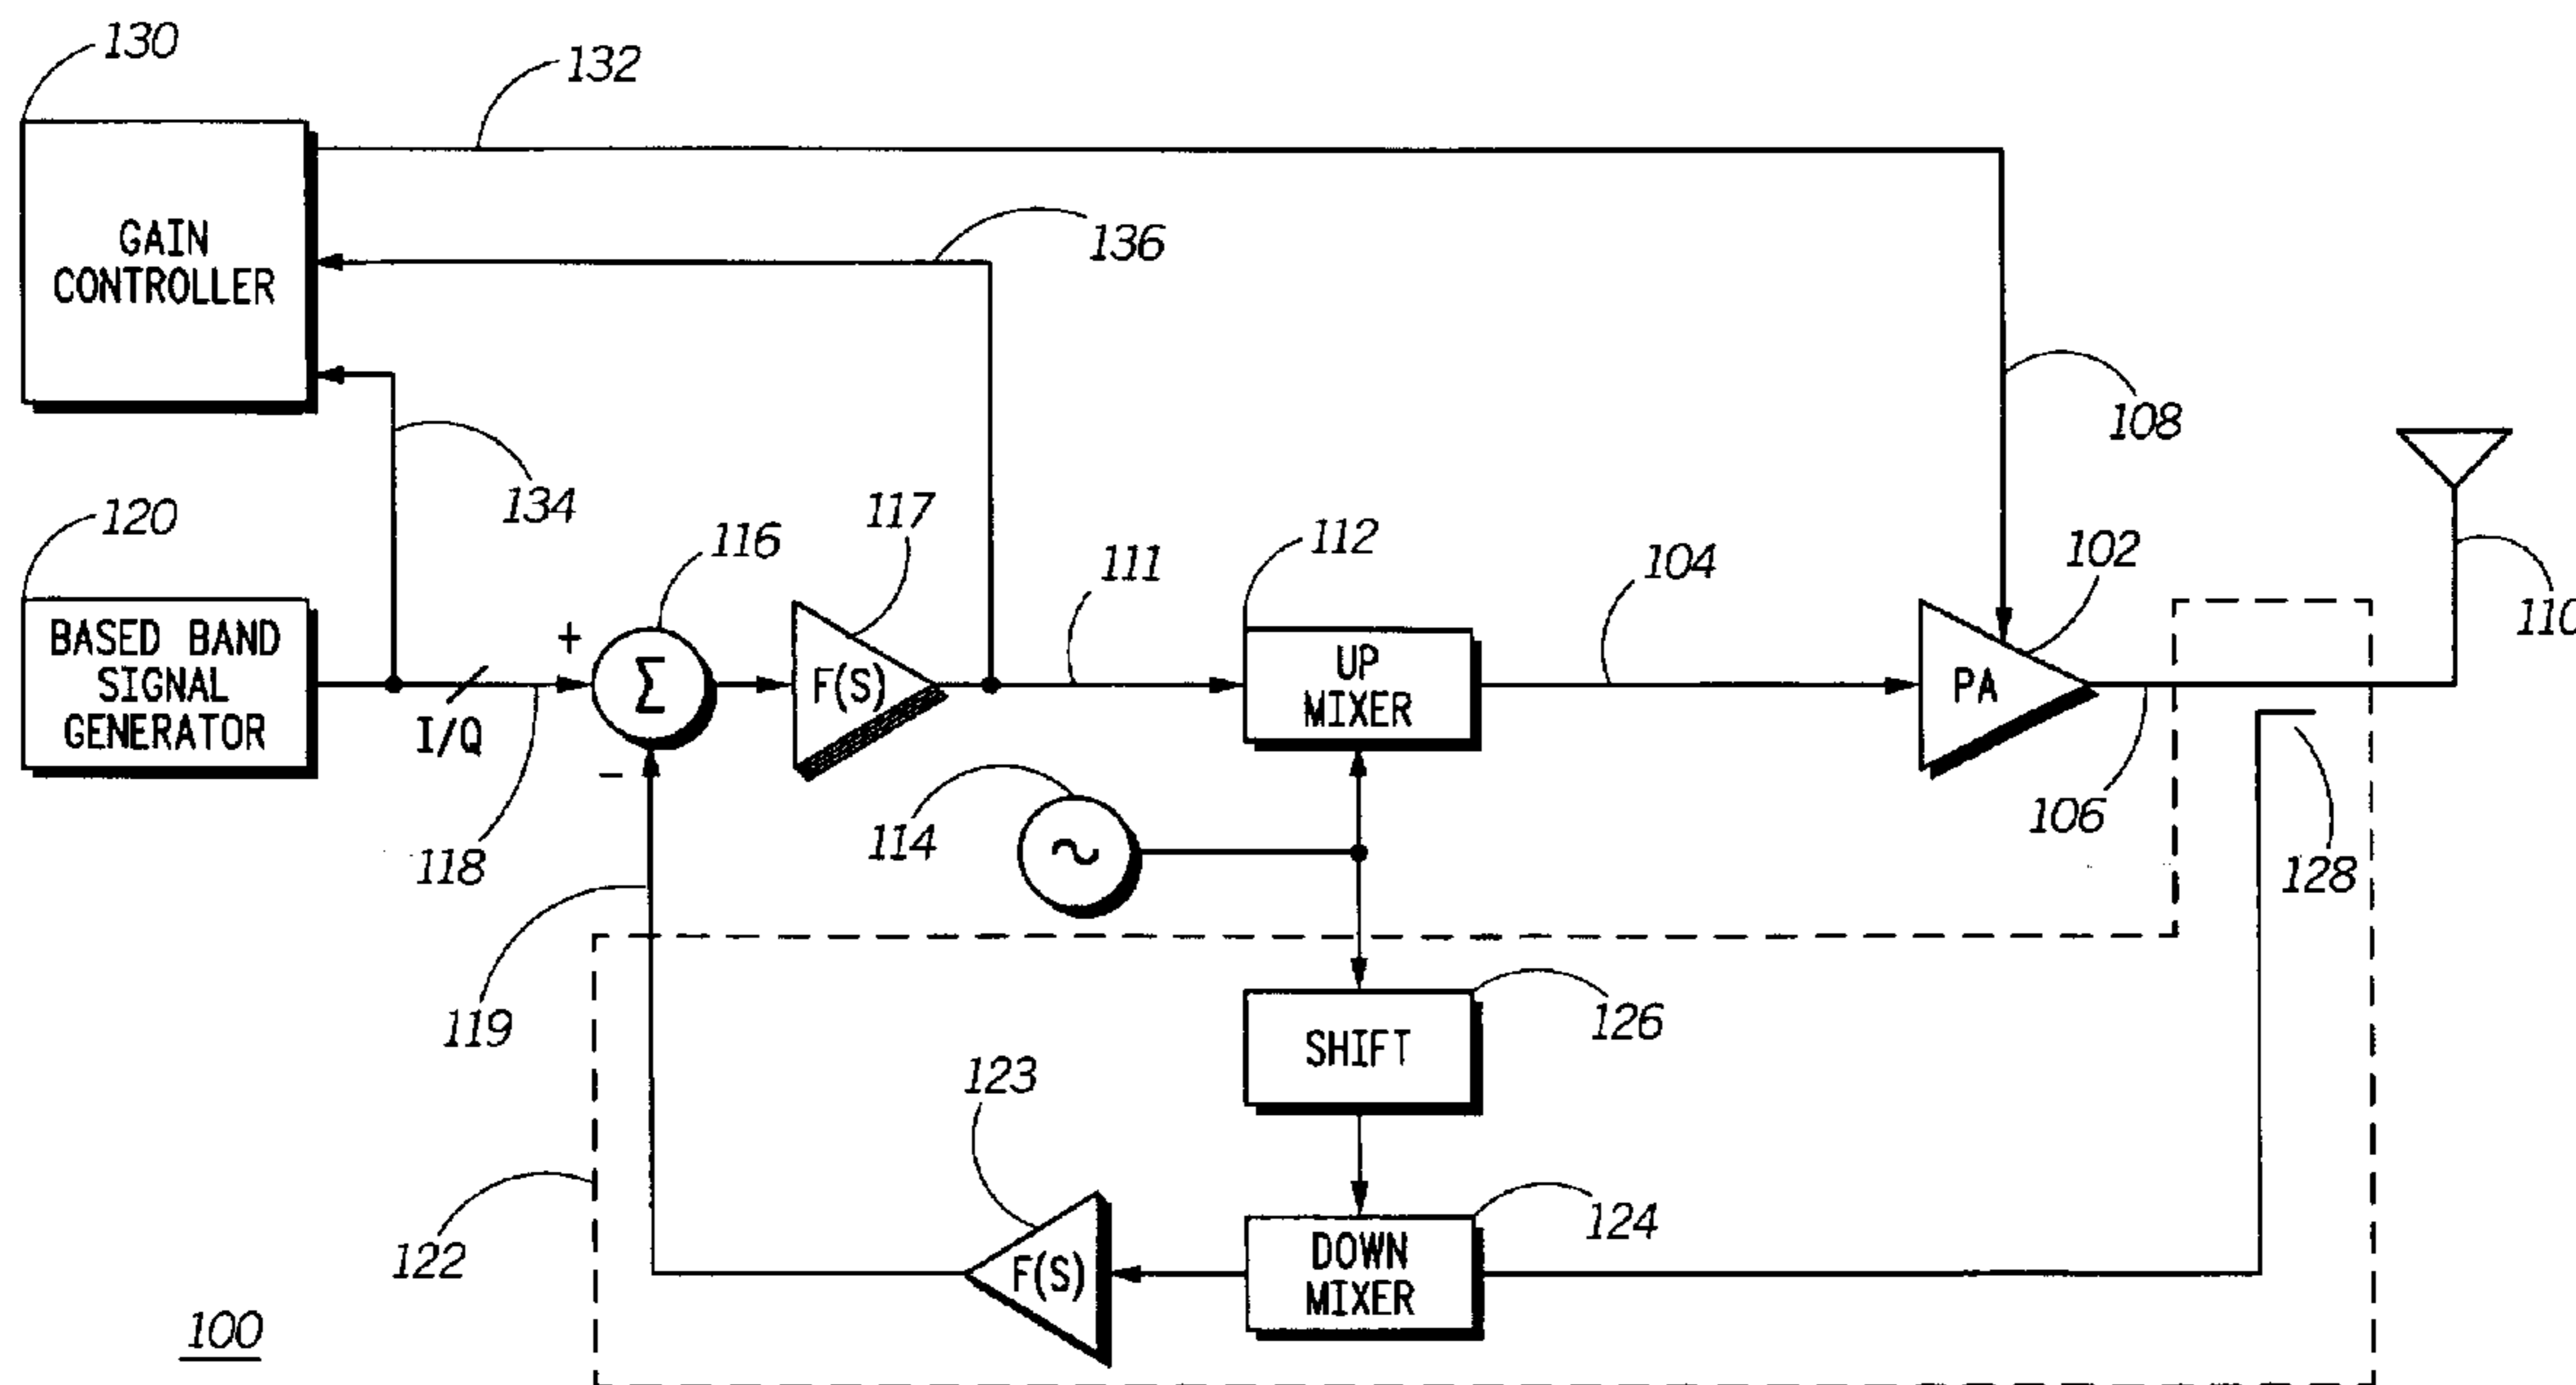 130
132
GAIN
CONTROLLER
136
108
134
120
BASED BAND
SIGNAL
GENERATOR
I/Q
118
+
-
116
Σ
117
F(S)
111
112
UP
MIXER
104
102
PA
110
106
128
114
~
119
126
SHIFT
123
F(S)
124
DOWN
MIXER
122
100